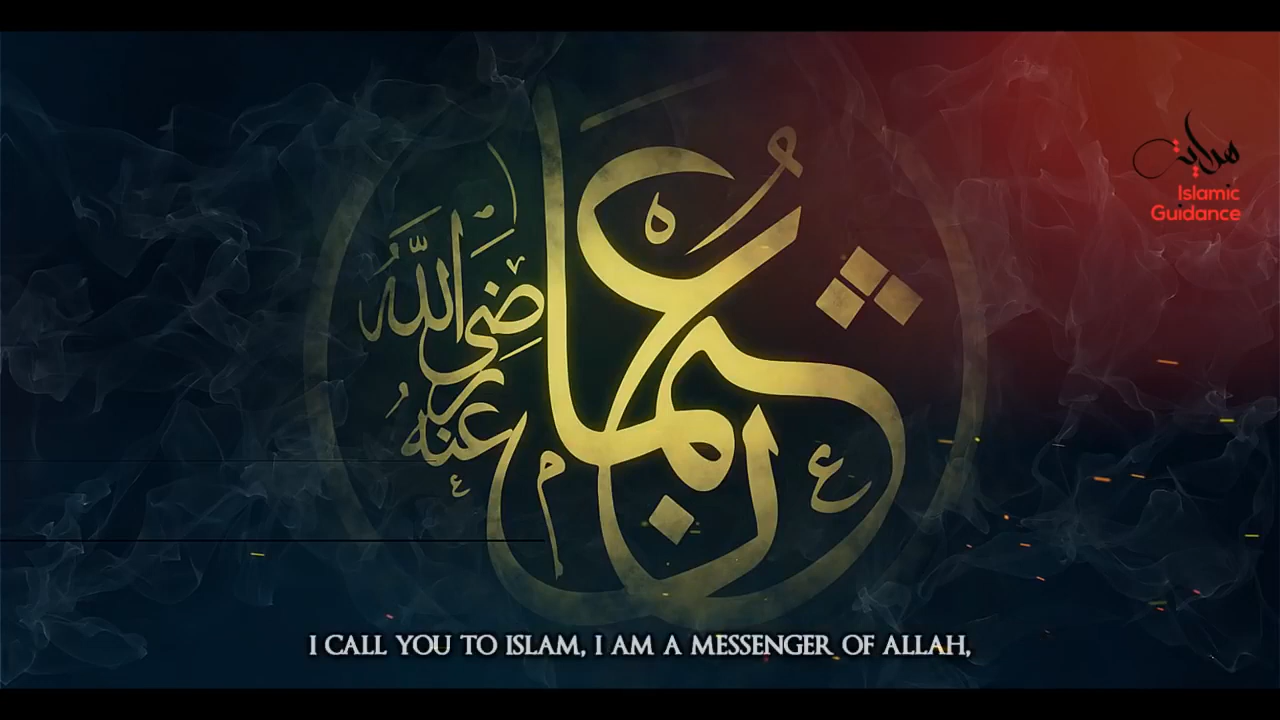 عثمان
رضي الله
عنه
هداية
Islamic
Guidance
I CALL YOU TO ISLAM, I AM A MESSENGER OF ALLAH,